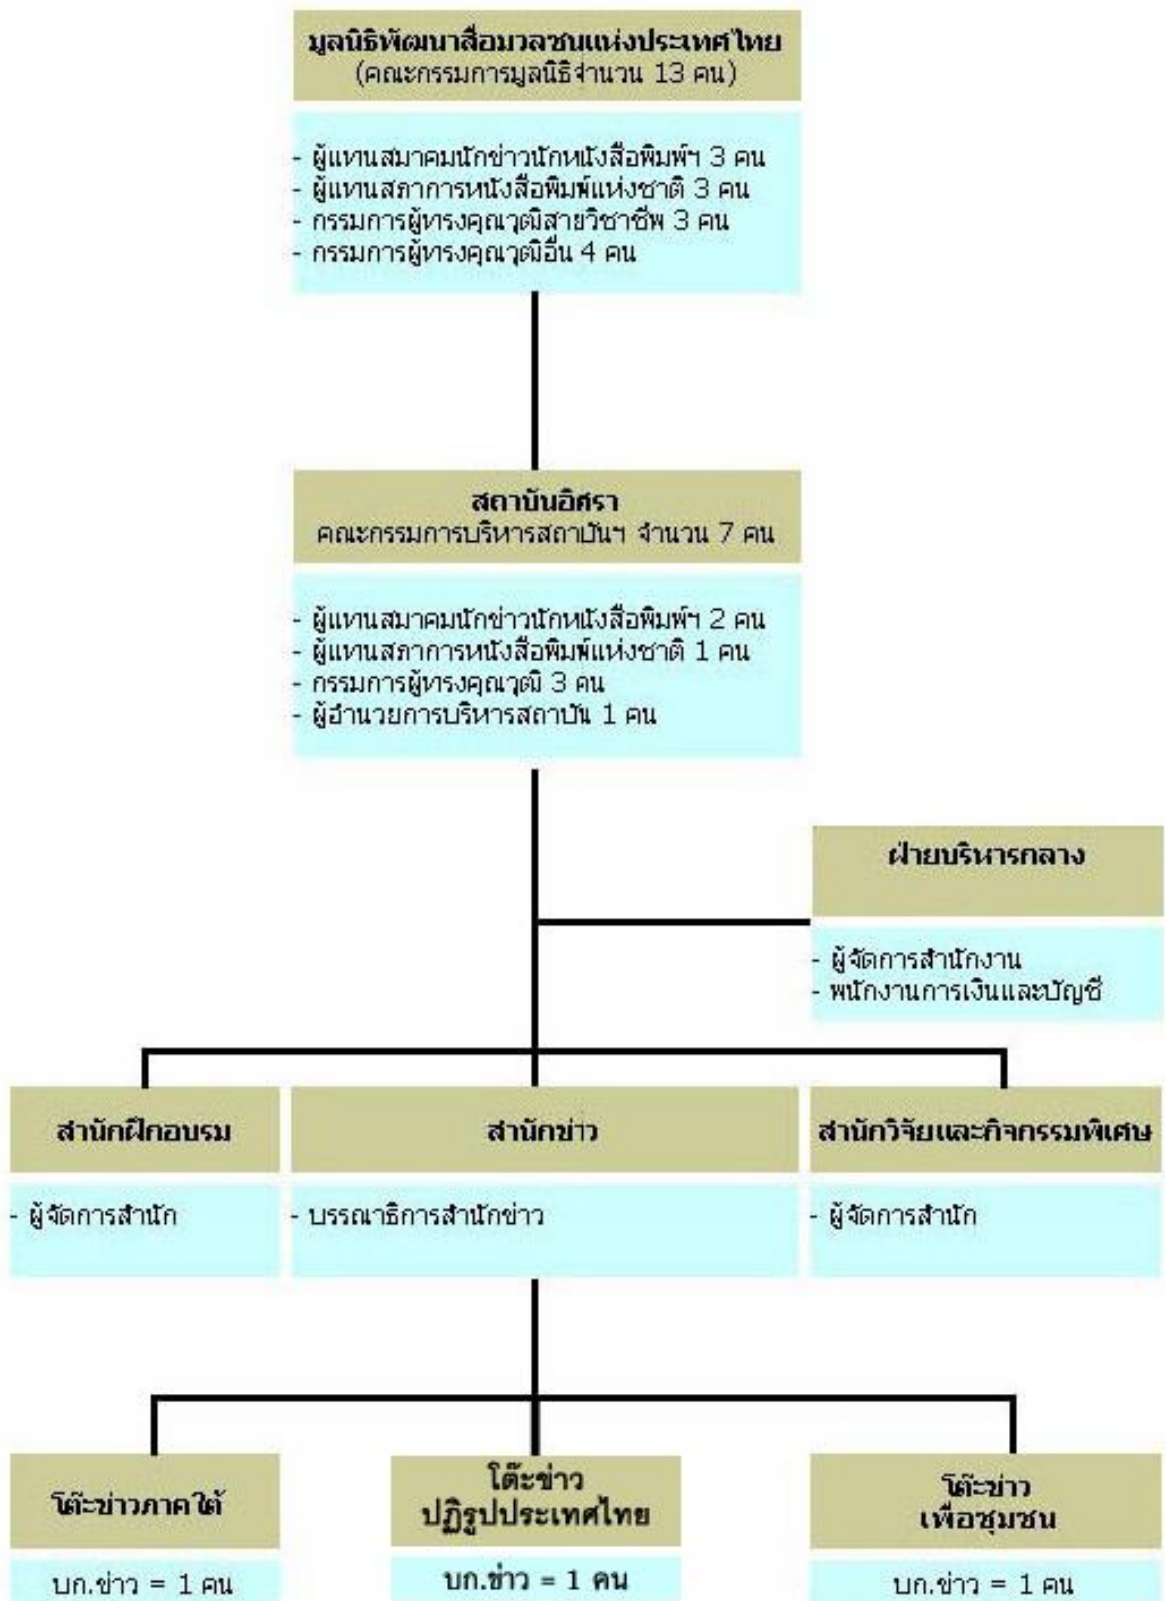 มูลนิธิพัฒนาสื่อมวลชนแห่งประเทศไทย
(คณะกรรมการมูลนิธิจำนวน 13 คน)
- ผู้แทนสมาคมนักข่าวนักหนังสือพิมพ์ฯ 3 คน
- ผู้แทนสภาการหนังสือพิมพ์แห่งชาติ 3 คน
- กรรมการผู้ทรงคุณวุฒิสายวิชาชีพ 3 คน
- กรรมการผู้ทรงคุณวุฒิอื่น 4 คน
สถาบันอิศรา
คณะกรรมการบริหารสถาบันฯ จำนวน 7 คน
- ผู้แทนสมาคมนักข่าวนักหนังสือพิมพ์ฯ 2 คน
- ผู้แทนสภาการหนังสือพิมพ์แห่งชาติ 1 คน
- กรรมการผู้ทรงคุณวุฒิ 3 คน
- ผู้อำนวยการบริหารสถาบัน 1 คน
ฝ่ายบริหารกลาง
- ผู้จัดการสำนักงาน
- พนักงานการเงินและบัญชี
สำนักฝึกอบรม
- ผู้จัดการสำนัก
สำนักข่าว
- บรรณาธิการสำนักข่าว
สำนักวิจัยและกิจกรรมพิเศษ
- ผู้จัดการสำนัก
โต๊ะข่าวภาคใต้
บก.ข่าว = 1 คน
โต๊ะข่าว
ปฏิรูปประเทศไทย
บก.ข่าว = 1 คน
โต๊ะข่าว
เพื่อชุมชน
บก.ข่าว = 1 คน